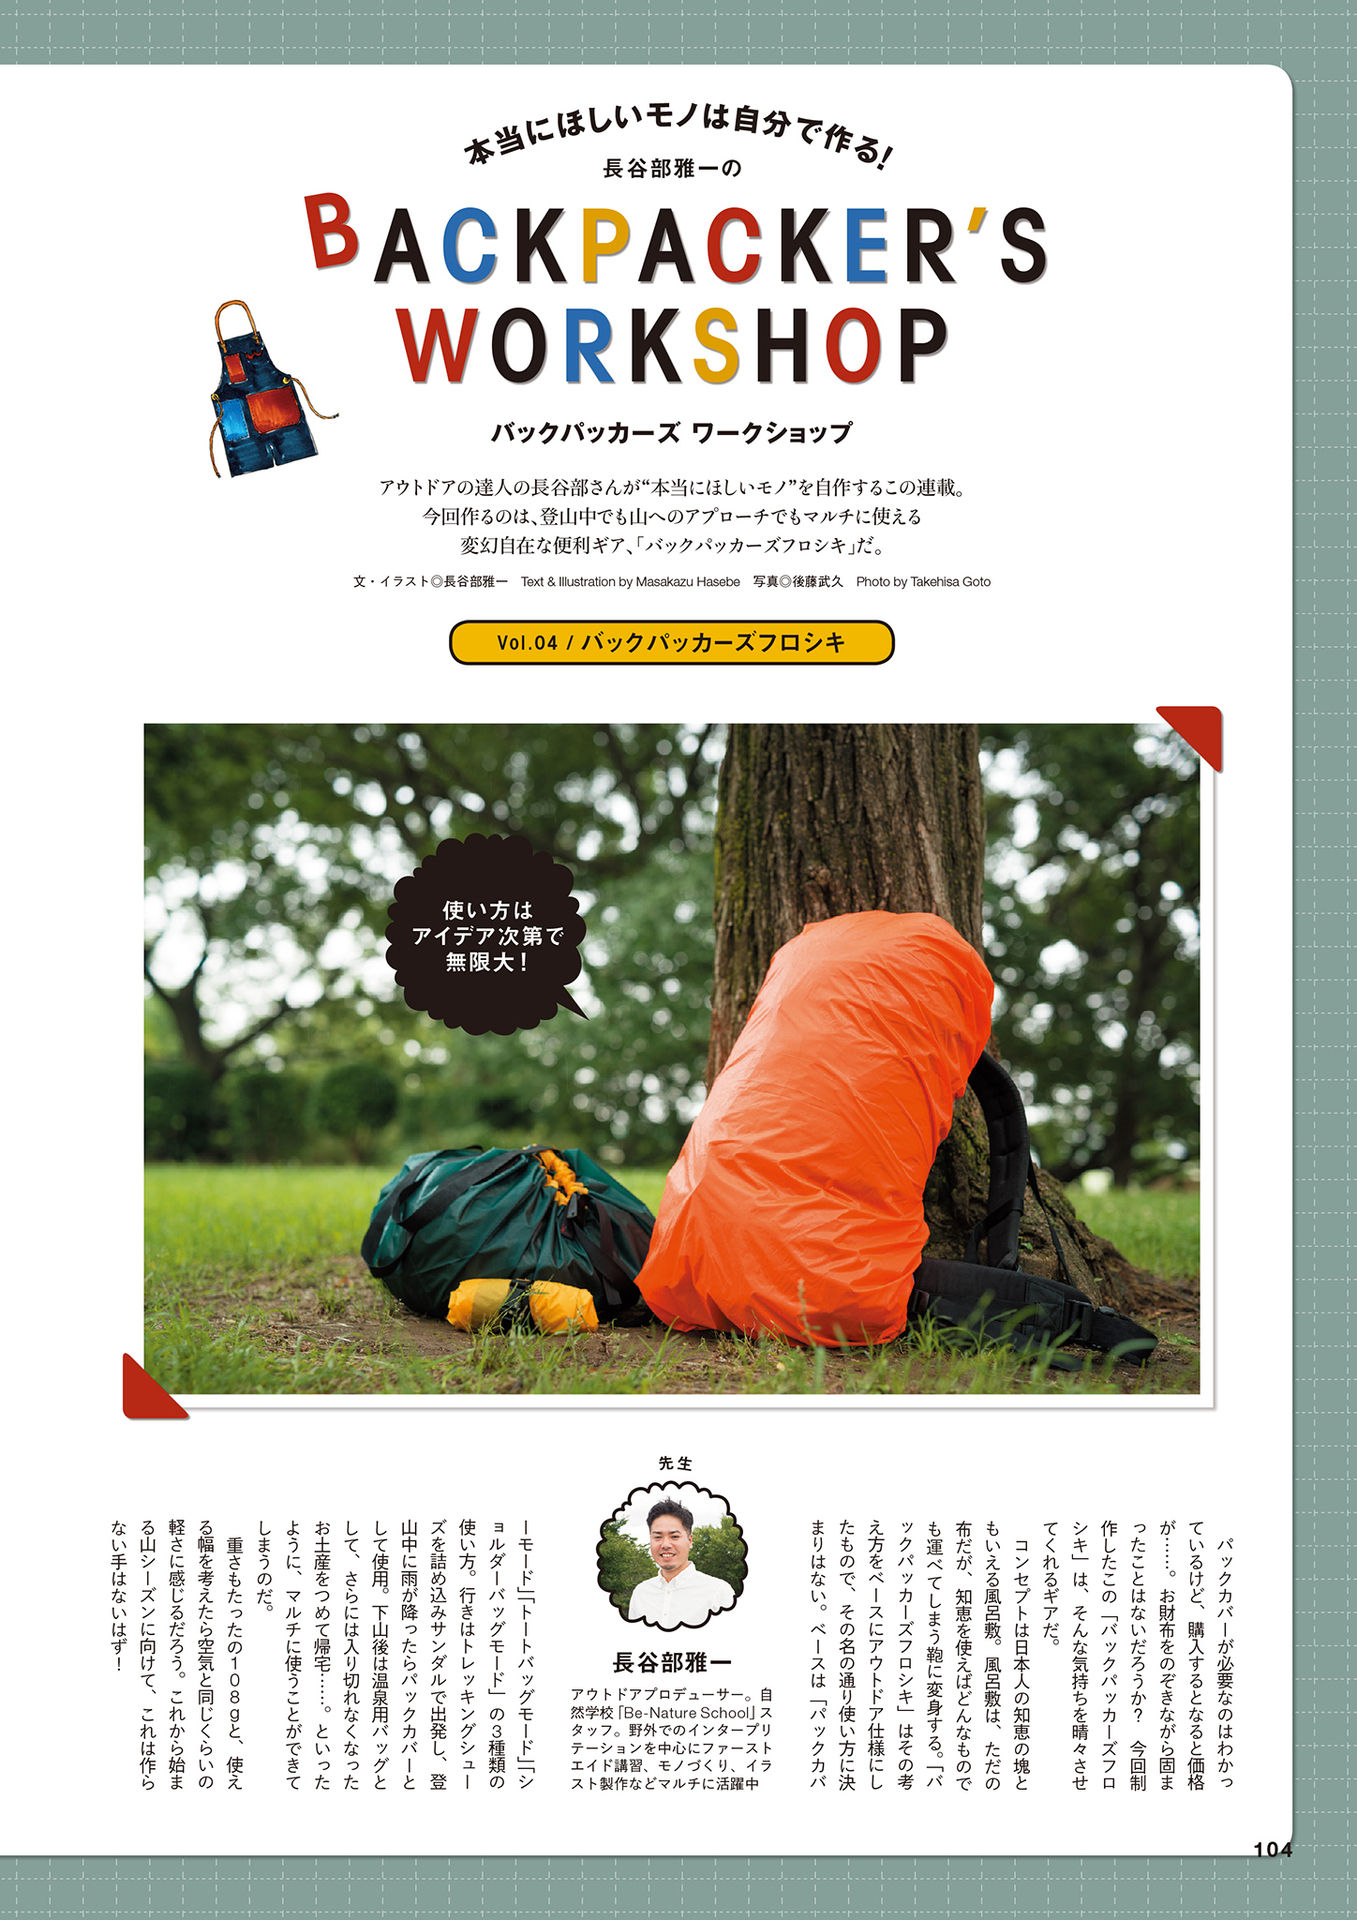 本当にほしいモノは自分で作る!
長谷部雅一の
BACKPACKER'S
WORKSHOP
バックパッカーズ ワークショップ
アウトドアの達人の長谷部さんが“本当にほしいモノ”を自作するこの連載。
今回作るのは、登山中でも山へのアプローチでもマルチに使える
変幻自在な便利ギア、「バックパッカーズフロシキ」だ。
文・イラスト◎長谷部雅一 Text & Illustration by Masakazu Hasebe 写真◎後藤武久 Photo by Takehisa Goto
Vol.04 / バックパッカーズフロシキ
使い方は
アイデア次第で
無限大!
パックカバーが必要なのはわかっ
ているけど、購入するとなると価格
が……。お財布をのぞきながら固ま
ったことはないだろうか? 今回制
作したこの「バックパッカーズフロ
シキ」は、そんな気持ちを晴々させ
てくれるギアだ。
コンセプトは日本人の知恵の塊と
もいえる風呂敷。風呂敷は、ただの
布だが、知恵を使えばどんなもので
も運べてしまう鞄に変身する。「バ
ックパッカーズフロシキ」はその考
え方をベースにアウトドア仕様にし
たもので、その名の通り使い方に決
まりはない。ベースは「パックカバ
ーモード」「トートバッグモード」「シ
ョルダーバッグモード」の3種類の
使い方。行きはトレッキングシュー
ズを詰め込みサンダルで出発し、登
山中に雨が降ったらパックカバーと
して使用。下山後は温泉用バッグと
して、さらには入り切れなくなった
お土産をつめて帰宅……。といった
ように、マルチに使うことができて
しまうのだ。
重さもたったの108gと、使え
る幅を考えたら空気と同じくらいの
軽さに感じるだろう。これから始ま
る山シーズンに向けて、これは作ら
ない手はないはず!
先生
長谷部雅一
アウトドアプロデューサー。自
然学校「Be-Nature School」ス
タッフ。野外でのインタープリ
テーションを中心にファースト
エイド講習、モノづくり、イラ
スト製作などマルチに活躍中
104